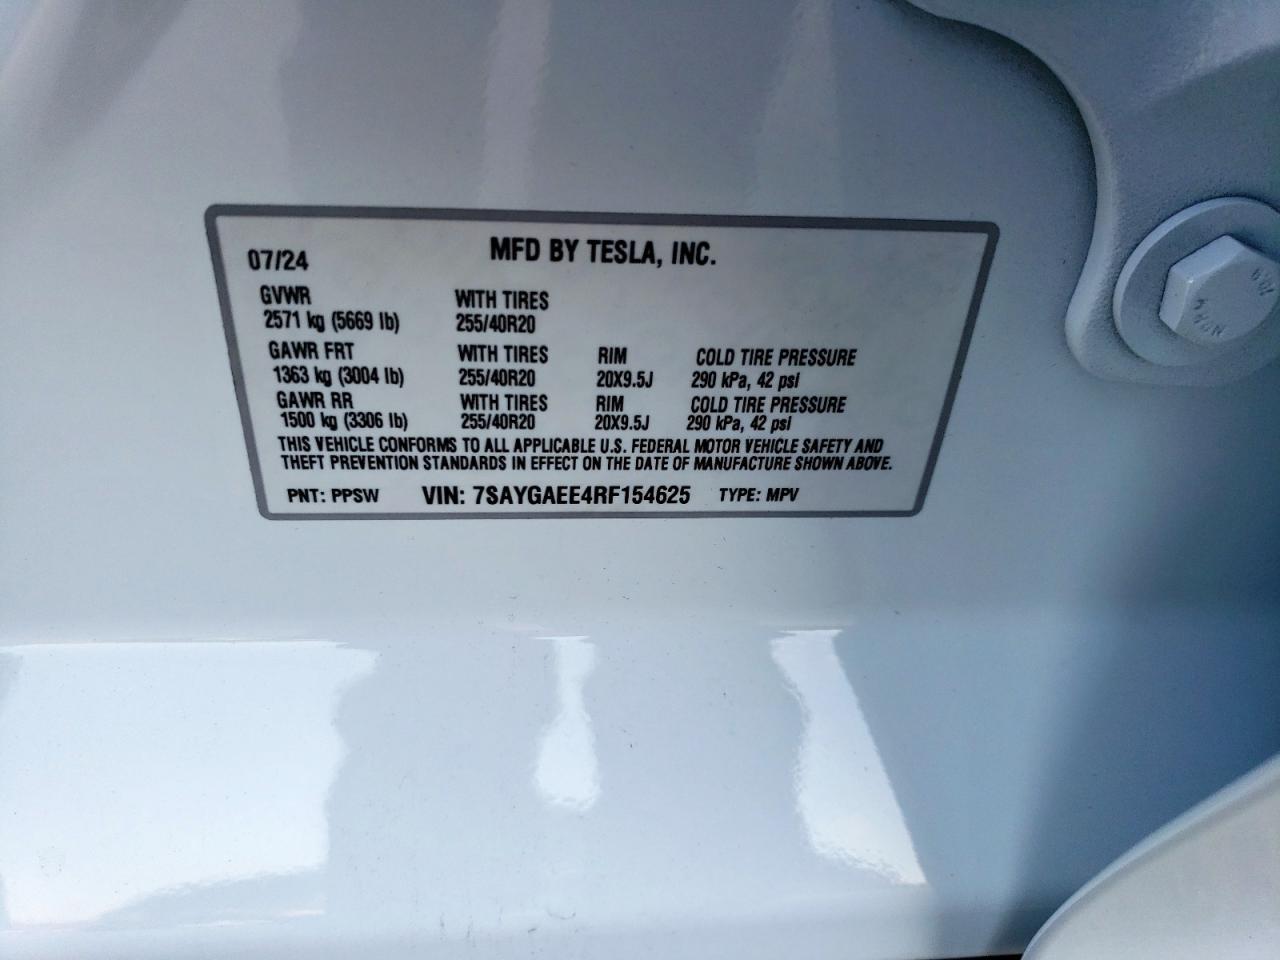 MFD BY TESLA, INC.
07/24
GVWR WITH TIRES
2571 kg (5669 lb) 255/40R20
GAWR FRT WITH TIRES RIM COLD TIRE PRESSURE
1363 kg (3004 lb) 255/40R20 20X9.5J 290 kPa, 42 psi
GAWR RR WITH TIRES RIM COLD TIRE PRESSURE
1500 kg (3306 lb) 255/40R20 20X9.5J 290 kPa, 42 psi
THIS VEHICLE CONFORMS TO ALL APPLICABLE U.S. FEDERAL MOTOR VEHICLE SAFETY AND
THEFT PREVENTION STANDARDS IN EFFECT ON THE DATE OF MANUFACTURE SHOWN ABOVE.
PNT: PPSW VIN: 7SAYGAEE4RF154625 TYPE: MPV